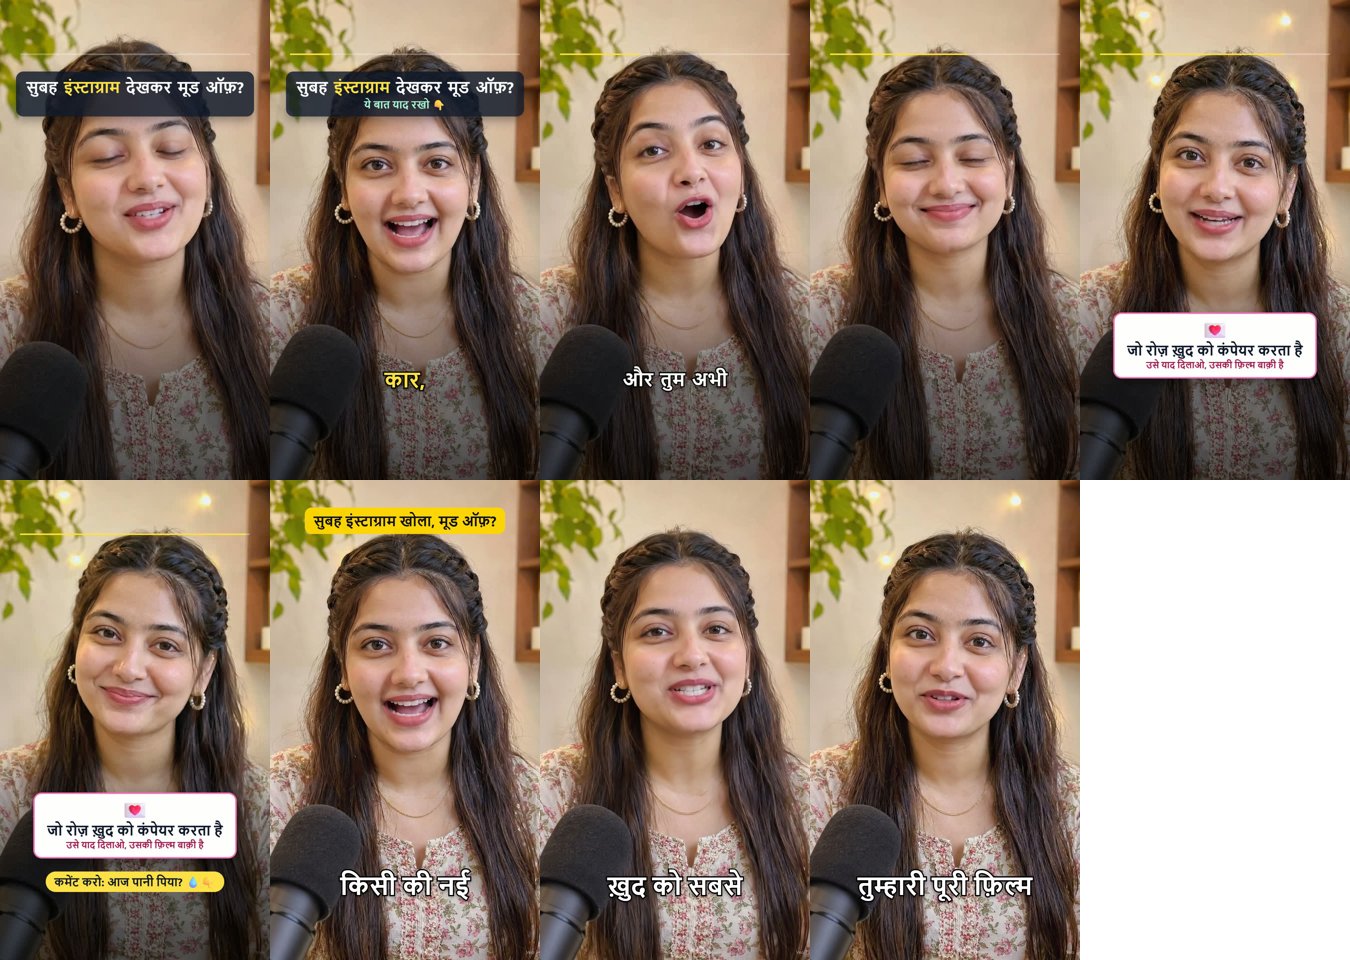 सुबह इंस्टाग्राम देखकर मूड ऑफ़?
सुबह इंस्टाग्राम देखकर मूड ऑफ़?
ये बात याद रखो 👇
कार,
और तुम अभी
जो रोज़ ख़ुद को कंपेयर करता है
उसे याद दिलाओ, उसकी फ़िल्म बाक़ी है
जो रोज़ ख़ुद को कंपेयर करता है
उसे याद दिलाओ, उसकी फ़िल्म बाक़ी है
कमेंट करो: आज पानी पिया? 💧👇
सुबह इंस्टाग्राम खोला, मूड ऑफ़?
किसी की नई
ख़ुद को सबसे
तुम्हारी पूरी फ़िल्म